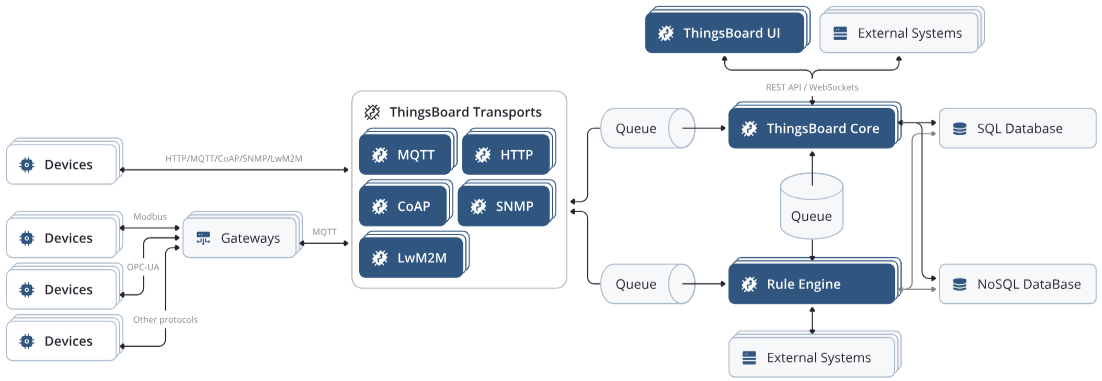 ThingsBoard UI
External Systems
REST API / WebSockets
ThingsBoard Transports
MQTT
HTTP
CoAP
SNMP
LwM2M
Queue
ThingsBoard Core
SQL Database
Devices
HTTP/MQTT/CoAP/SNMP/LwM2M
Devices
Modbus
Gateways
MQTT
Queue
OPC-UA
Devices
Queue
Rule Engine
NoSQL DataBase
Other protocols
Devices
External Systems